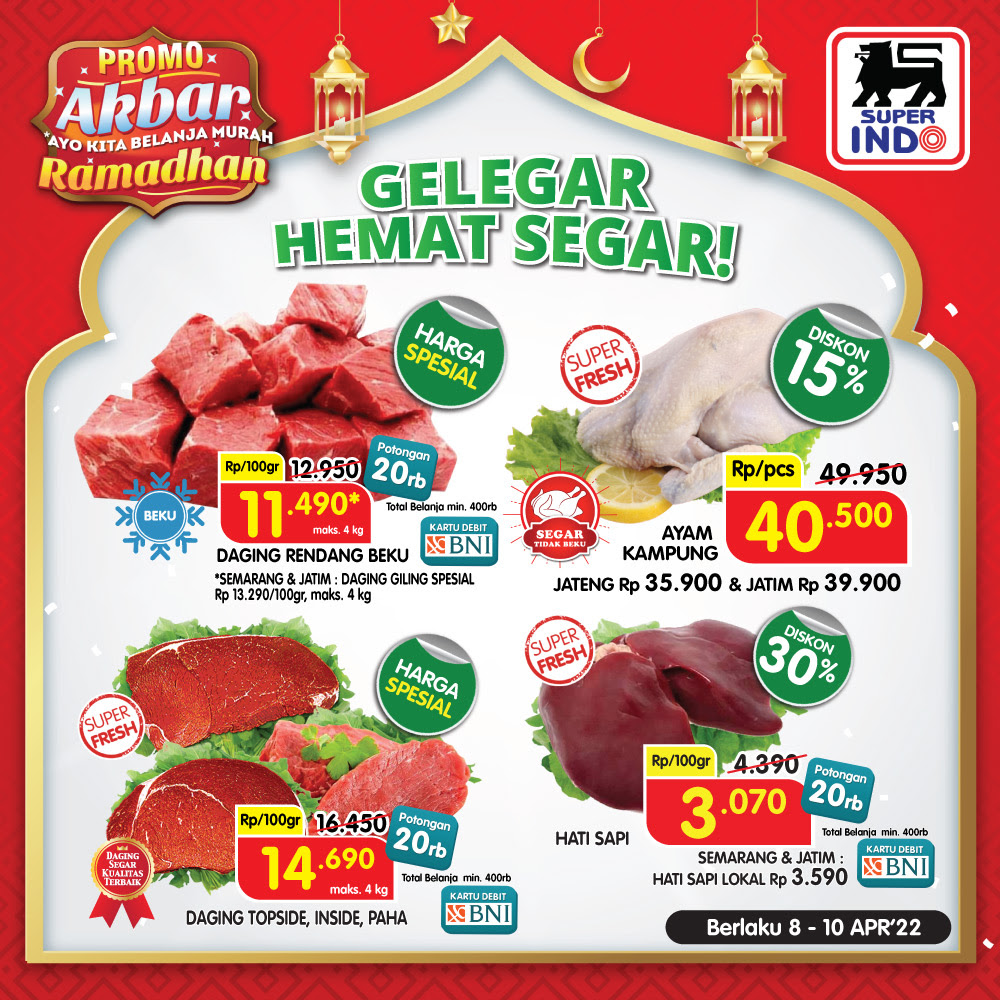 PROMO
Akbar
*AYO KITA BELANJA MURAH
Ramadhan
SUPER
INDO
GELEGAR
HEMAT SEGAR!
HARGA
SPESIAL
Rp/100gr
12.950
11.490*
maks. 4 kg
Potongan
20rb
Total Belanja min. 400rb
KARTU DEBIT
BNI
BEKU
DAGING RENDANG BEKU
*SEMARANG & JATIM : DAGING GILING SPESIAL
Rp 13.290/100gr, maks. 4 kg
SUPER
FRESH
DISKON
15%
Rp/pcs
49.950
40.500
SEGAR
TIDAK BEKU
AYAM
KAMPUNG
JATENG Rp 35.900 & JATIM Rp 39.900
HARGA
SPESIAL
SUPER
FRESH
Rp/100gr
16.450
14.690
maks. 4 kg
Potongan
20rb
Total Belanja min. 400rb
KARTU DEBIT
BNI
DAGING
SEGAR
KUALITAS
TERBAIK
DAGING TOPSIDE, INSIDE, PAHA
SUPER
FRESH
DISKON
30%
Rp/100gr
4.390
3.070
Potongan
20rb
Total Belanja min. 400rb
KARTU DEBIT
BNI
HATI SAPI
SEMARANG & JATIM :
HATI SAPI LOKAL Rp 3.590
Berlaku 8 - 10 APR'22